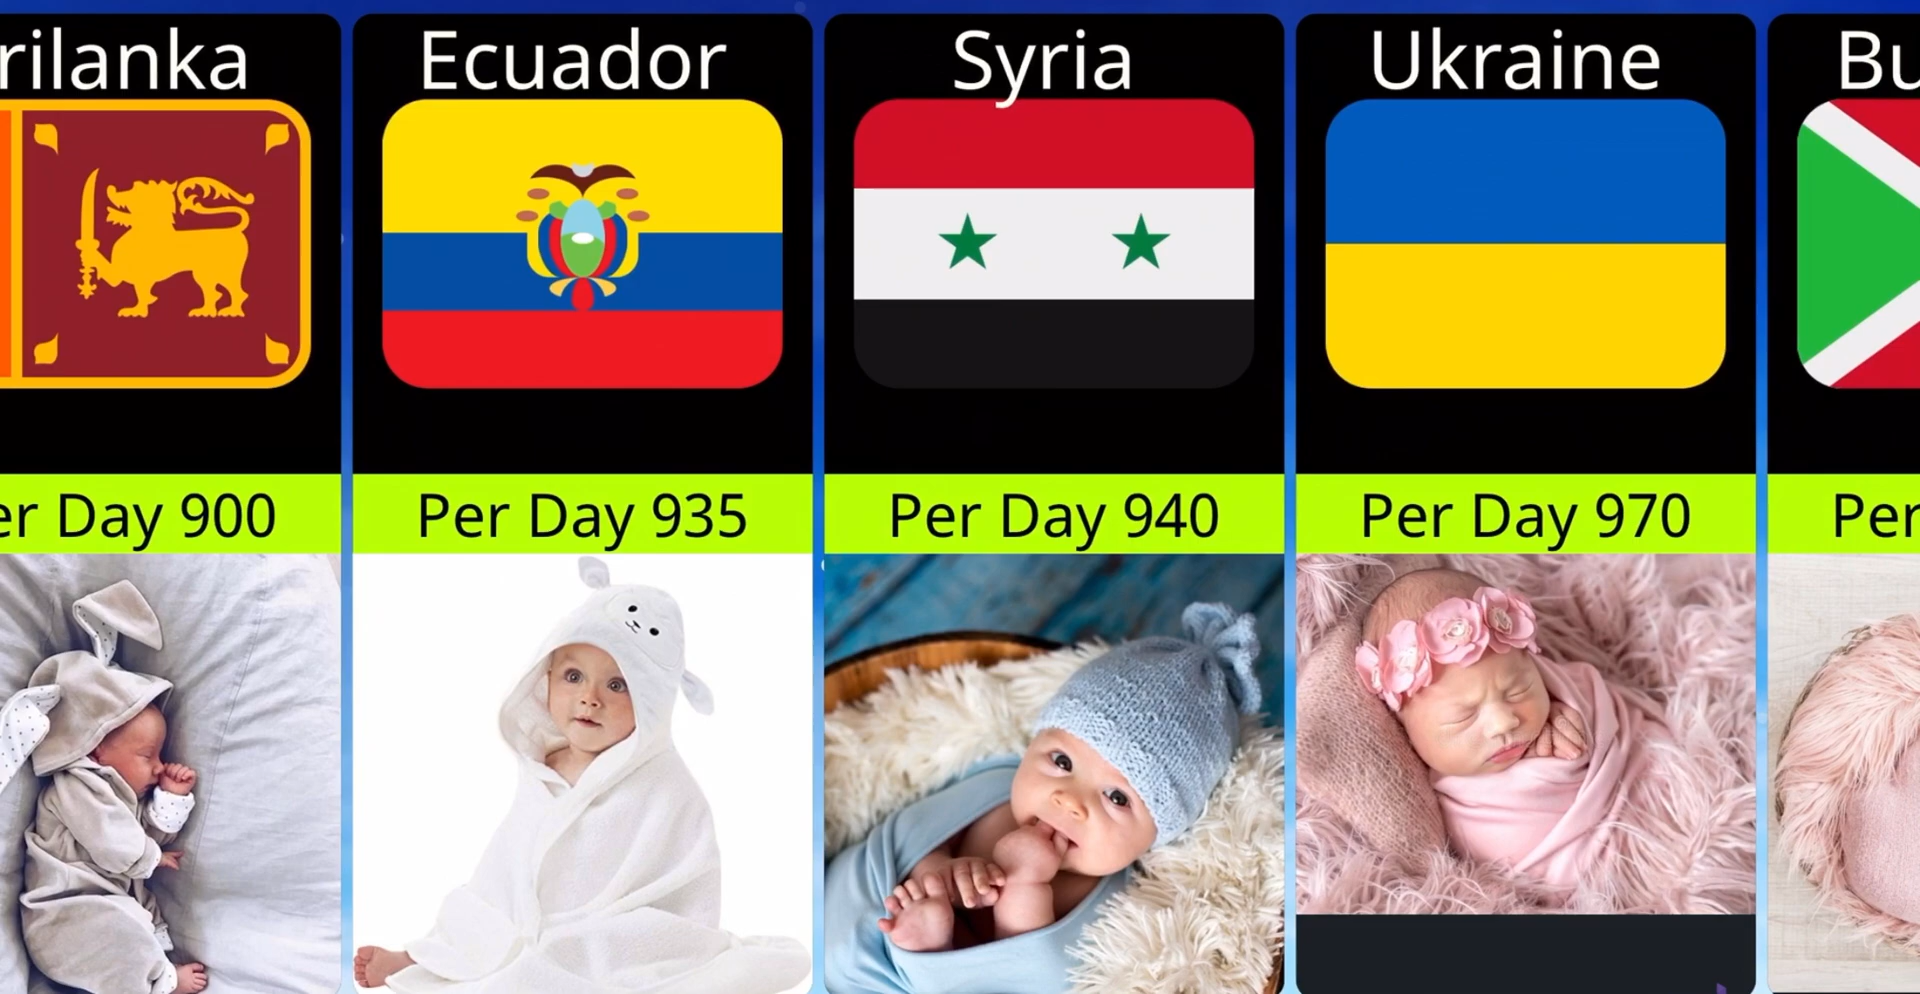 rilanka
Ecuador
Syria
Ukraine
Bu
er Day 900
Per Day 935
Per Day 940
Per Day 970
Per